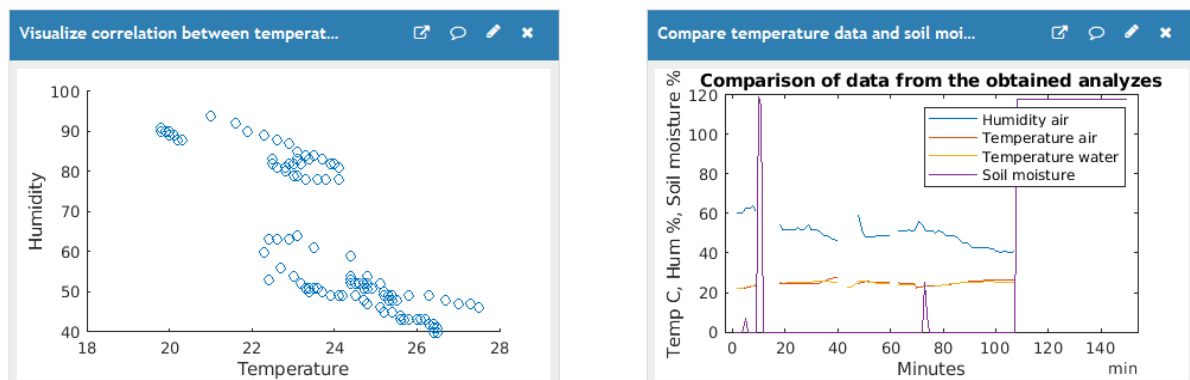 Visualize correlation between temperat...
100
90
80
70
60
50
40
Humidity
18
20
22
24
26
28
Temperature
Compare temperature data and soil moi...
Comparison of data from the obtained analyzes
120
100
80
60
40
20
0
Temp C, Hum %, Soil moisture %
Humidity air
Temperature air
Temperature water
Soil moisture
0
20
40
60
80
100
120
140
Minutes
min